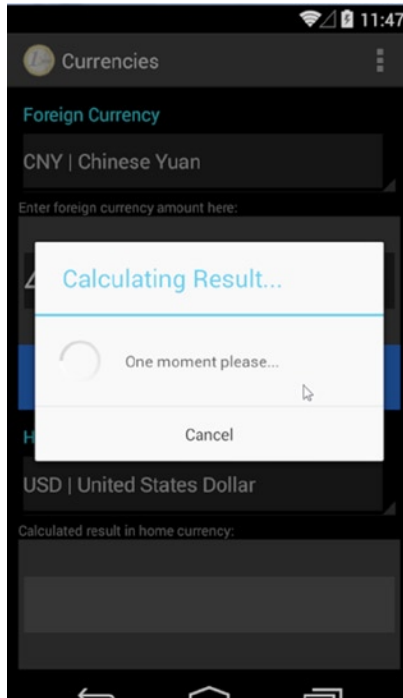 11:47
Currencies
Foreign Currency
CNY | Chinese Yuan
Enter foreign currency amount here:
Calculating Result...
One moment please...
Cancel
H
USD | United States Dollar
Calculated result in home currency: